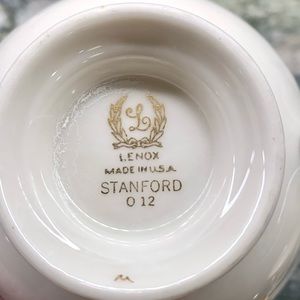 L
LENOX
MADE IN U.S.A.
STANFORD
O 12